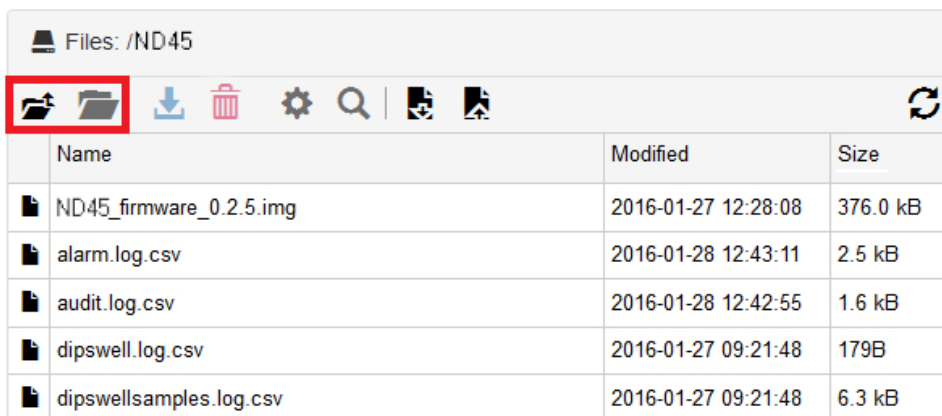 Files: /ND45
Name Modified Size
ND45_firmware_0.2.5.img 2016-01-27 12:28:08 376.0 kB
alarm.log.csv 2016-01-28 12:43:11 2.5 kB
audit.log.csv 2016-01-28 12:42:55 1.6 kB
dipswell.log.csv 2016-01-27 09:21:48 179B
dipswellsamples.log.csv 2016-01-27 09:21:48 6.3 kB